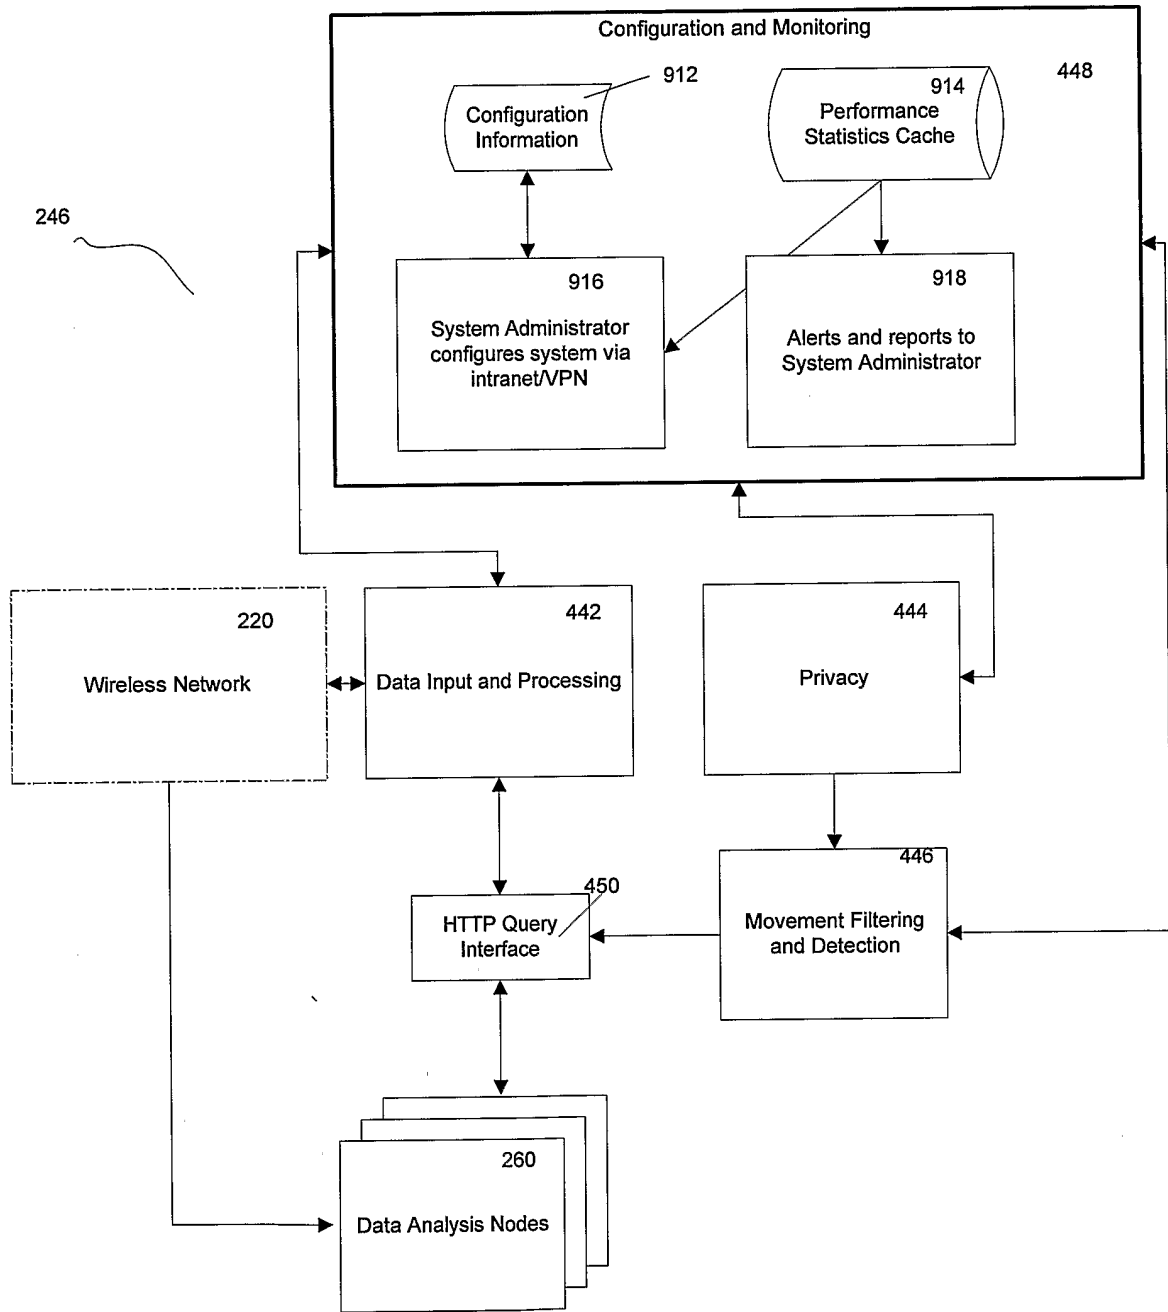 Configuration and Monitoring
912
914
448
Configuration
Information
Performance
Statistics Cache
246
916
918
System Administrator
configures system via
intranet/VPN
Alerts and reports to
System Administrator
220
442
444
Wireless Network
Data Input and Processing
Privacy
446
450
HTTP Query
Interface
Movement Filtering
and Detection
260
Data Analysis Nodes